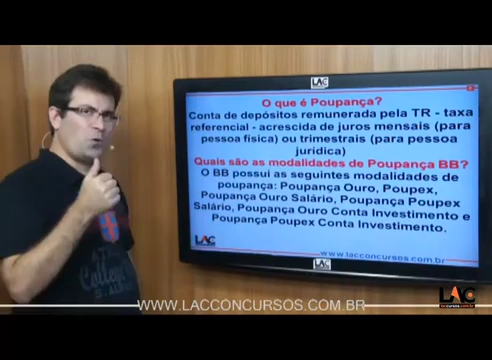 LAC
O que é Poupança?
Conta de depósitos remunerada pela TR - taxa
referencial - acrescida de juros mensais (para
pessoa física) ou trimestrais (para pessoa
jurídica)
Quais são as modalidades de Poupança BB?
O BB possui as seguintes modalidades de
poupança: Poupança Ouro, Poupex,
Poupança Ouro Salário, Poupança Poupex
Salário, Poupança Ouro Conta Investimento e
Poupança Poupex Conta Investimento.
LAC
www.lacconcursos.com.br
LAC
LAC
WWW.LACCONCURSOS.COM.BR